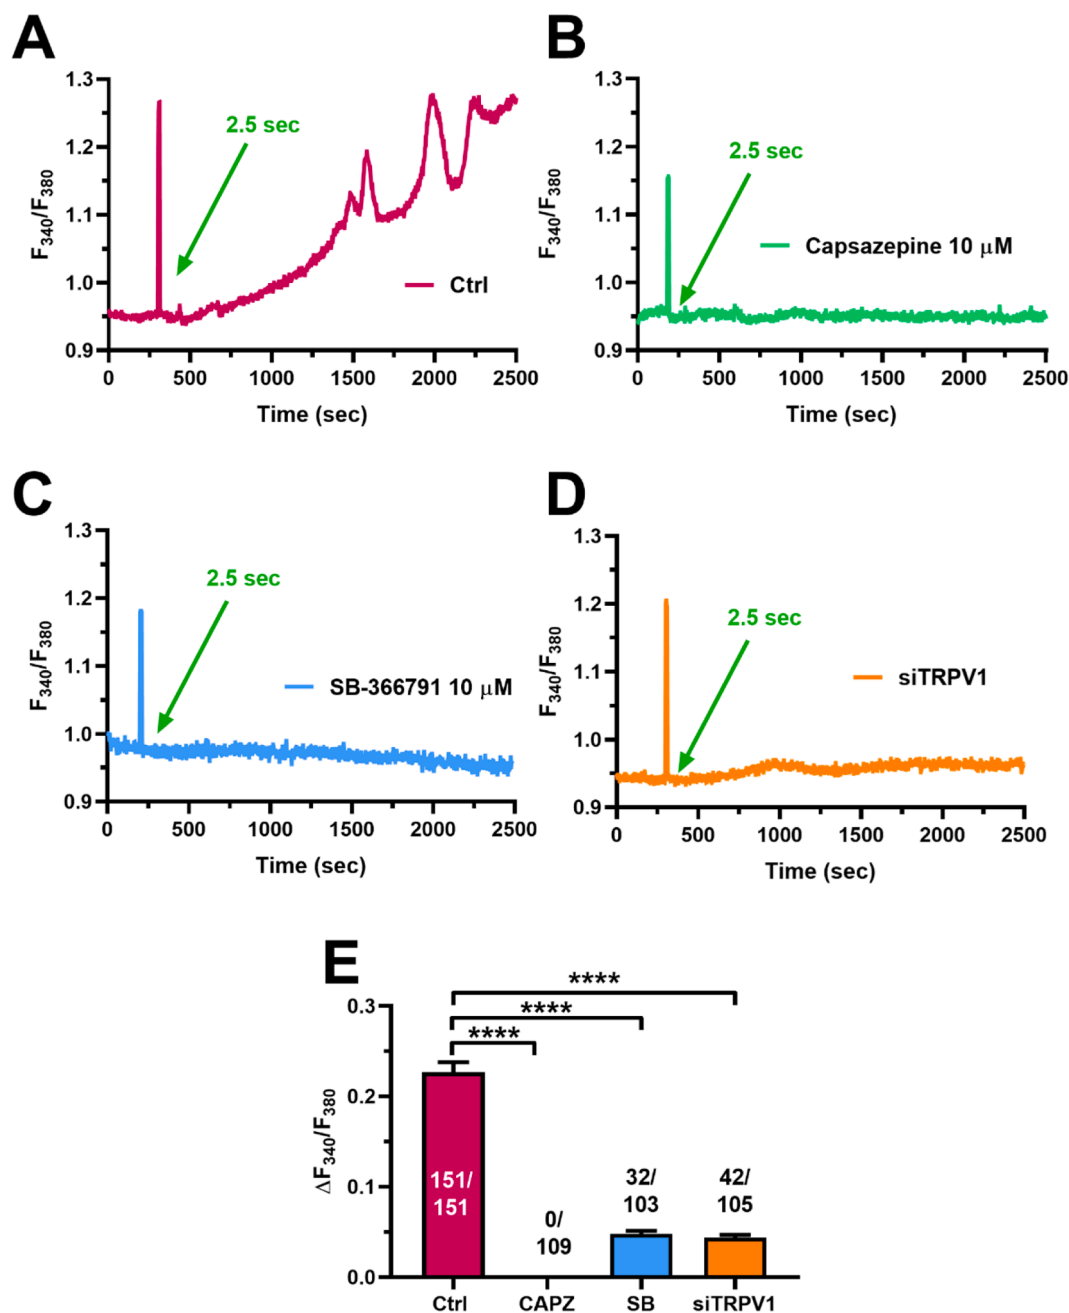 A
1.3
1.2
1.1
1.0
0.9
F340/F380
2.5 sec
Ctrl
0 500 1000 1500 2000 2500
Time (sec)
B
1.3
1.2
1.1
1.0
0.9
F340/F380
2.5 sec
Capsazepine 10 μM
0 500 1000 1500 2000 2500
Time (sec)
C
1.3
1.2
1.1
1.0
0.9
F340/F380
2.5 sec
SB-366791 10 μM
0 500 1000 1500 2000 2500
Time (sec)
D
1.3
1.2
1.1
1.0
0.9
F340/F380
2.5 sec
siTRPV1
0 500 1000 1500 2000 2500
Time (sec)
E
0.3
0.2
0.1
0.0
ΔF340/F380
****
****
****
151/
151
0/
109
32/
103
42/
105
Ctrl CAPZ SB siTRPV1